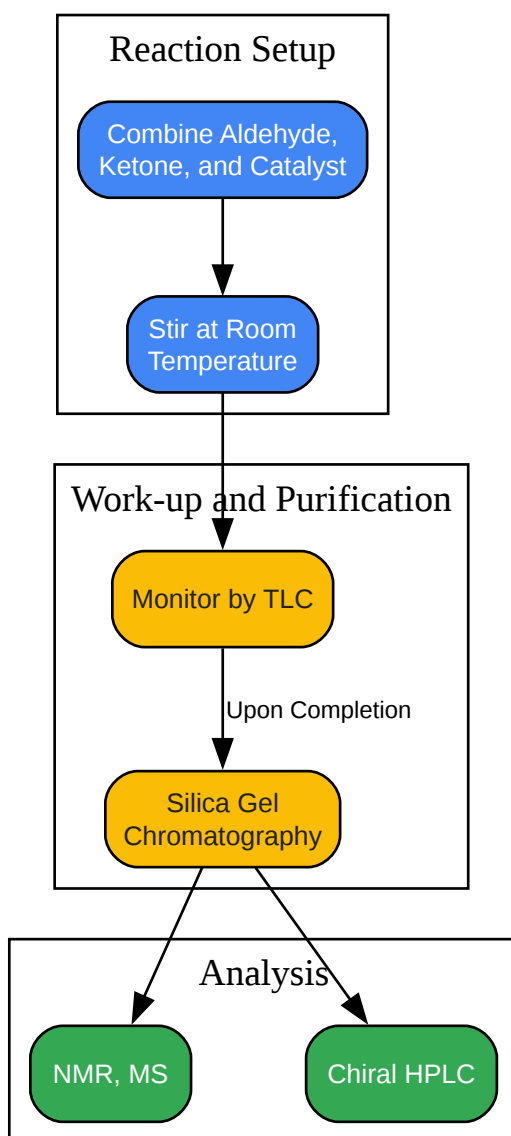 Reaction Setup
Combine Aldehyde,
Ketone, and Catalyst
Stir at Room
Temperature
Work-up and Purification
Monitor by TLC
Upon Completion
Silica Gel
Chromatography
Analysis
NMR, MS
Chiral HPLC